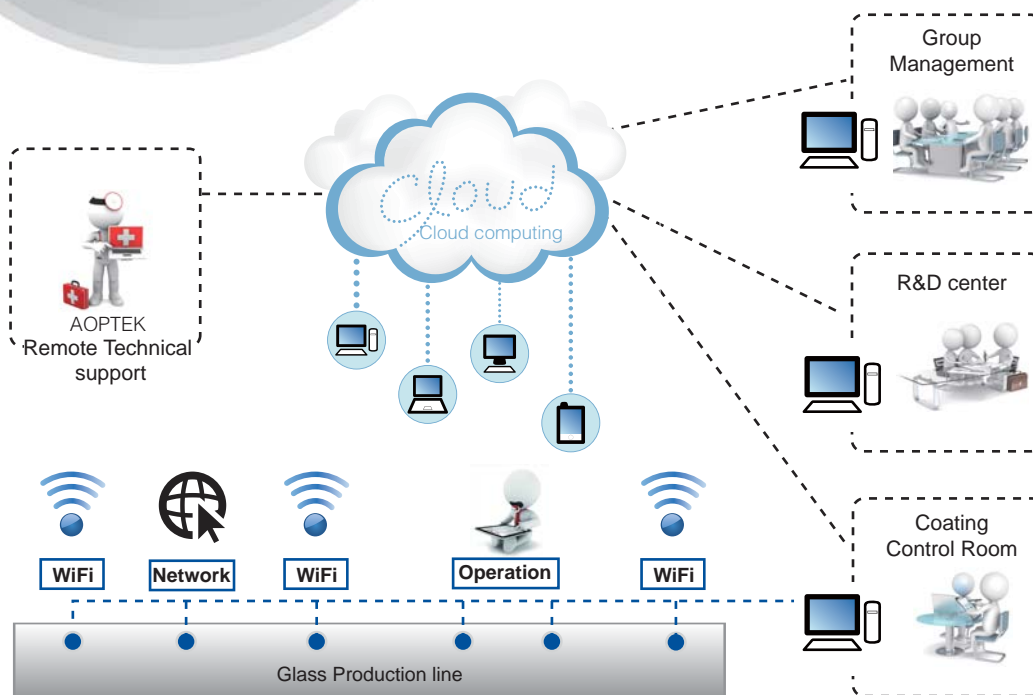 Group
Management
Cloud
Cloud computing
AOPTEK
Remote Technical
support
R&D center
WiFi
Network
WiFi
Operation
WiFi
Coating
Control Room
Glass Production line